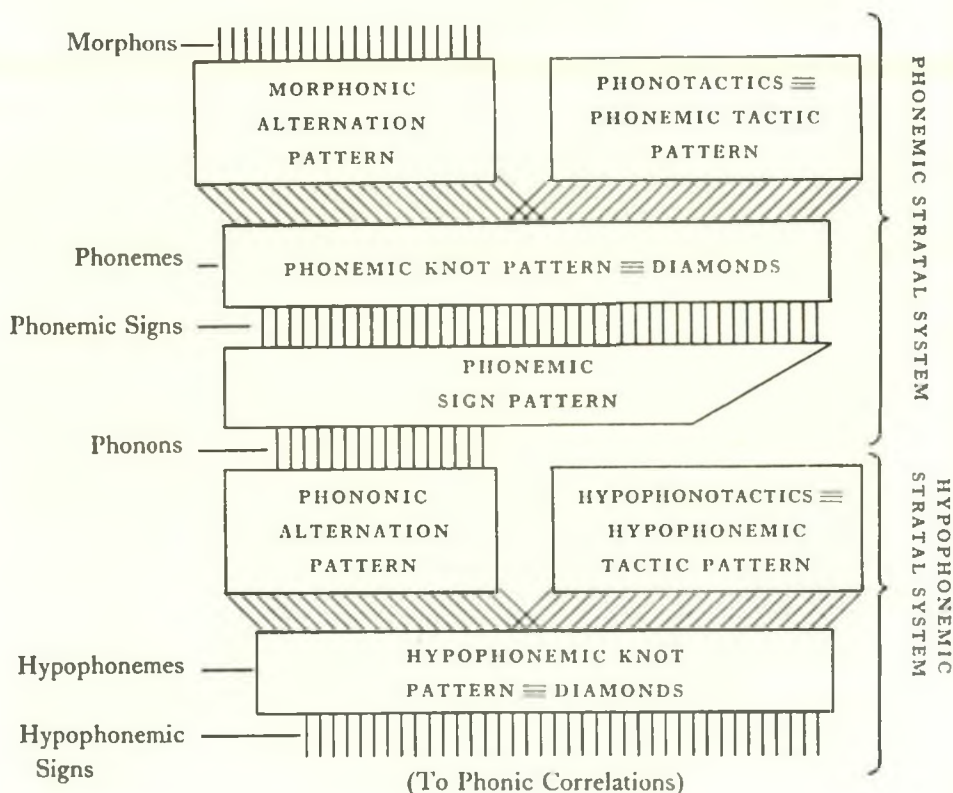 Morphons
MORPHONIC
ALTERNATION
PATTERN
PHONOTACTICS ≡
PHONEMIC TACTIC
PATTERN
Phonemes
PHONEMIC KNOT PATTERN ≡ DIAMONDS
Phonemic Signs
PHONEMIC
SIGN PATTERN
Phonons
PHONEMIC STRATAL SYSTEM
PHONONIC
ALTERNATION
PATTERN
HYPOPHONOTACTICS ≡
HYPOPHONEMIC
TACTIC PATTERN
Hypophonemes
HYPOPHONEMIC KNOT
PATTERN ≡ DIAMONDS
Hypophonemic
Signs
(To Phonic Correlations)
HYPOPHONEMIC
STRATAL SYSTEM